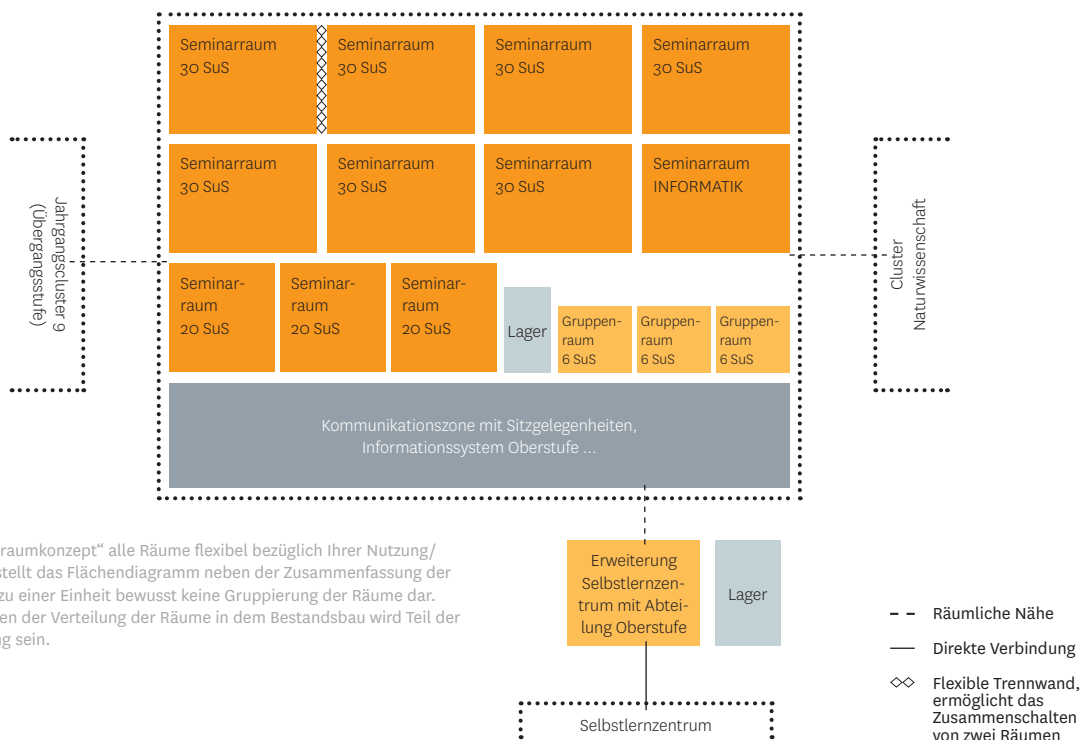 Seminarraum
30 SuS
Seminarraum
30 SuS
Seminarraum
30 SuS
Seminarraum
30 SuS
Seminarraum
30 SuS
Seminarraum
30 SuS
Seminarraum
30 SuS
Seminarraum
INFORMATIK
Jahrgangscluster 9
(Übergangsstufe)
Cluster
Naturwissenschaft
Seminar-
raum
20 SuS
Seminar-
raum
20 SuS
Seminar-
raum
20 SuS
Lager
Gruppen-
raum
6 SuS
Gruppen-
raum
6 SuS
Gruppen-
raum
6 SuS
Kommunikationszone mit Sitzgelegenheiten,
Informationssystem Oberstufe ...
raumkonzept“ alle Räume flexibel bezüglich Ihrer Nutzung/
stellt das Flächendiagramm neben der Zusammenfassung der
zu einer Einheit bewusst keine Gruppierung der Räume dar.
en der Verteilung der Räume in dem Bestandsbau wird Teil der
ng sein.
Erweiterung
Selbstlernzen-
trum mit Abtei-
lung Oberstufe
Lager
Selbstlernzentrum
Räumliche Nähe
Direkte Verbindung
Flexible Trennwand,
ermöglicht das
Zusammenschalten
von zwei Räumen